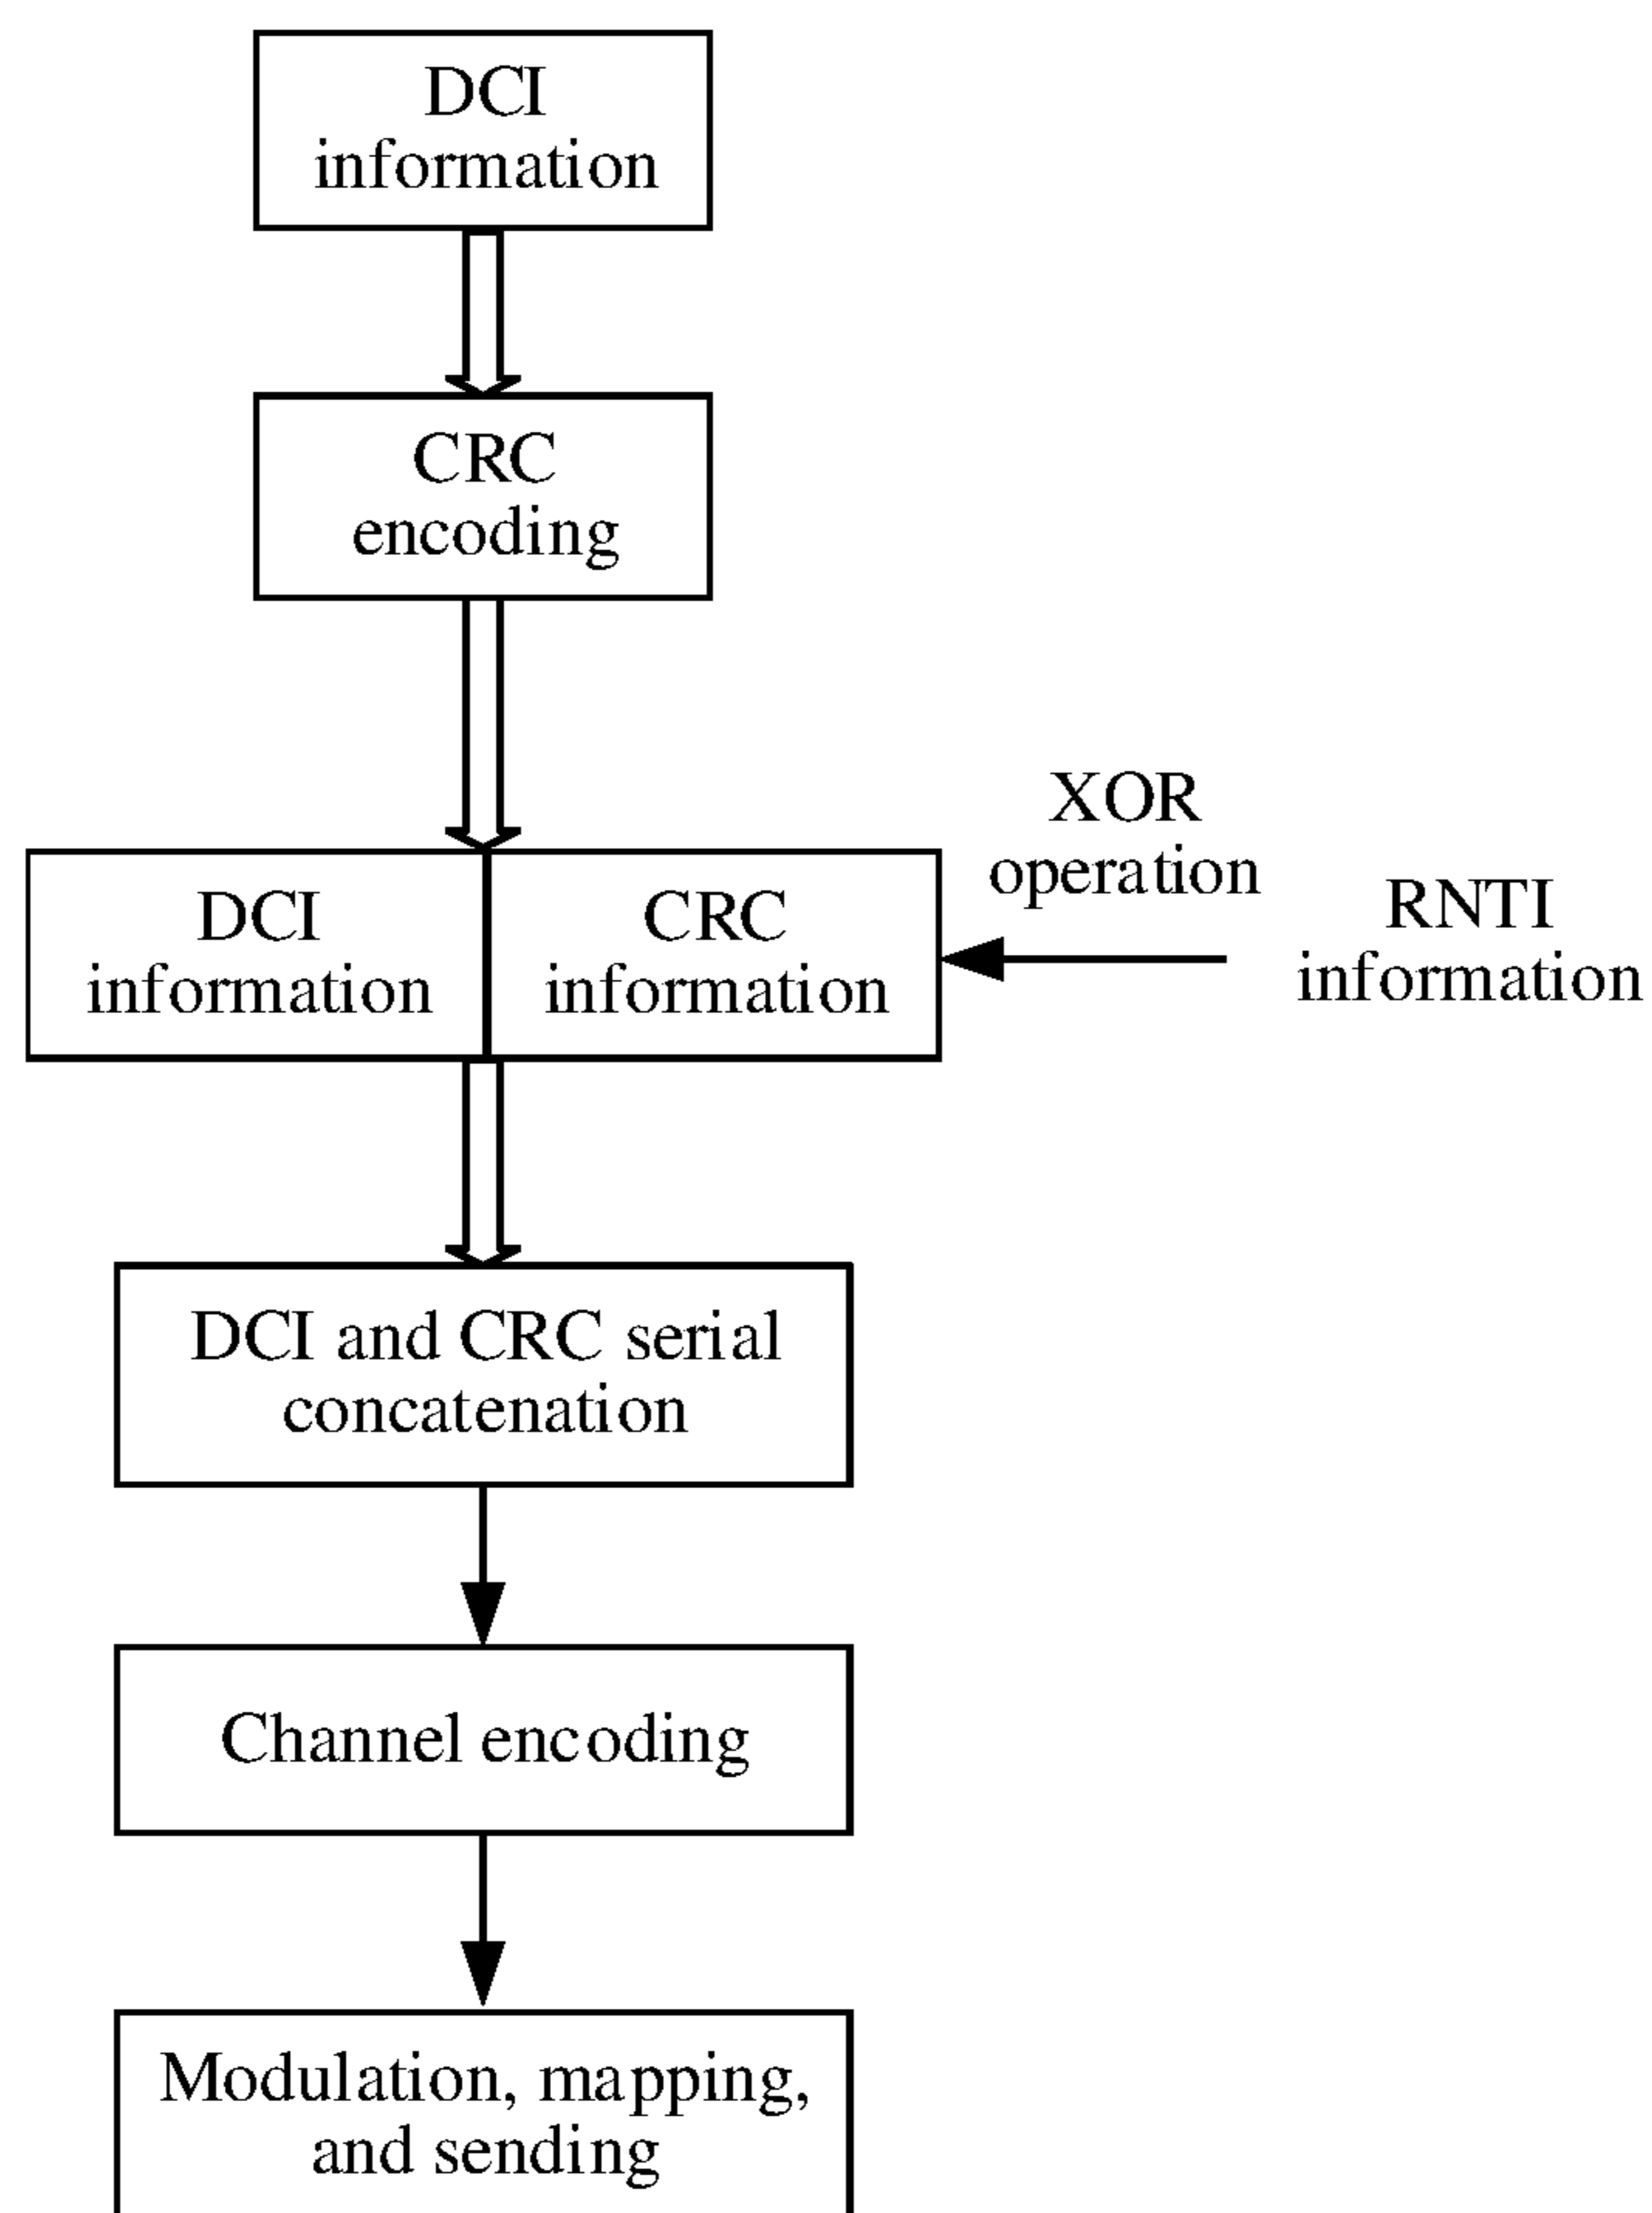 DCI
information
CRC
encoding
XOR
operation
DCI
information
CRC
information
RNTI
information
DCI and CRC serial
concatenation
Channel encoding
Modulation, mapping,
and sending